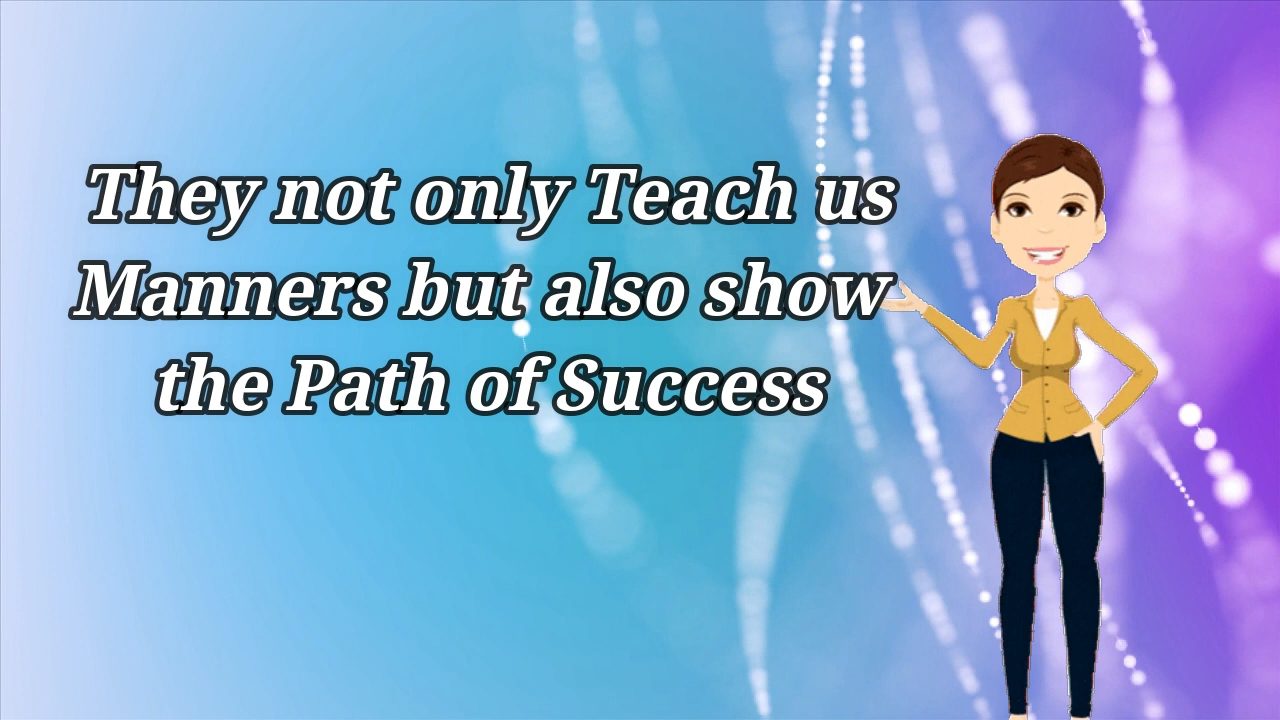 They not only Teach us
Manners but also show
the Path of Success